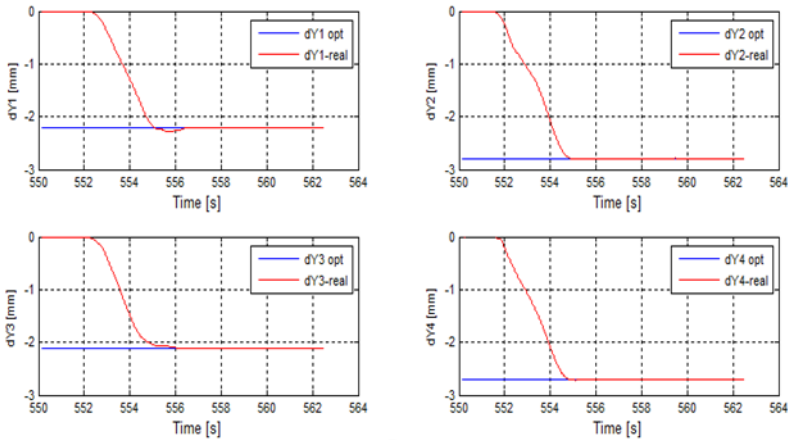 0
-1
-2
-3
dY1 [mm]
dY1 opt
dY1-real
550 552 554 556 558 560 562 564
Time [s]
0
-1
-2
-3
dY2 [mm]
dY2 opt
dY2-real
550 552 554 556 558 560 562 564
Time [s]
0
-1
-2
-3
dY3 [mm]
dY3 opt
dY3-real
550 552 554 556 558 560 562 564
Time [s]
0
-1
-2
-3
dY4 [mm]
dY4 opt
dY4-real
550 552 554 556 558 560 562 564
Time [s]